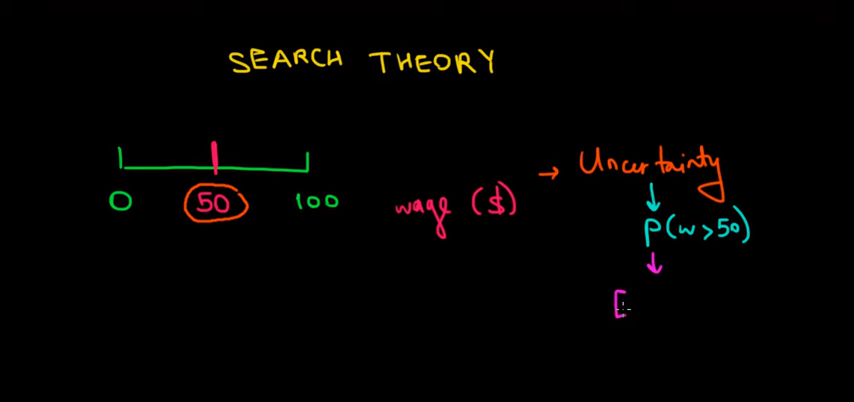 SEARCH THEORY
0 50 100
wage ($)
→ Uncertainty
P(w>50)